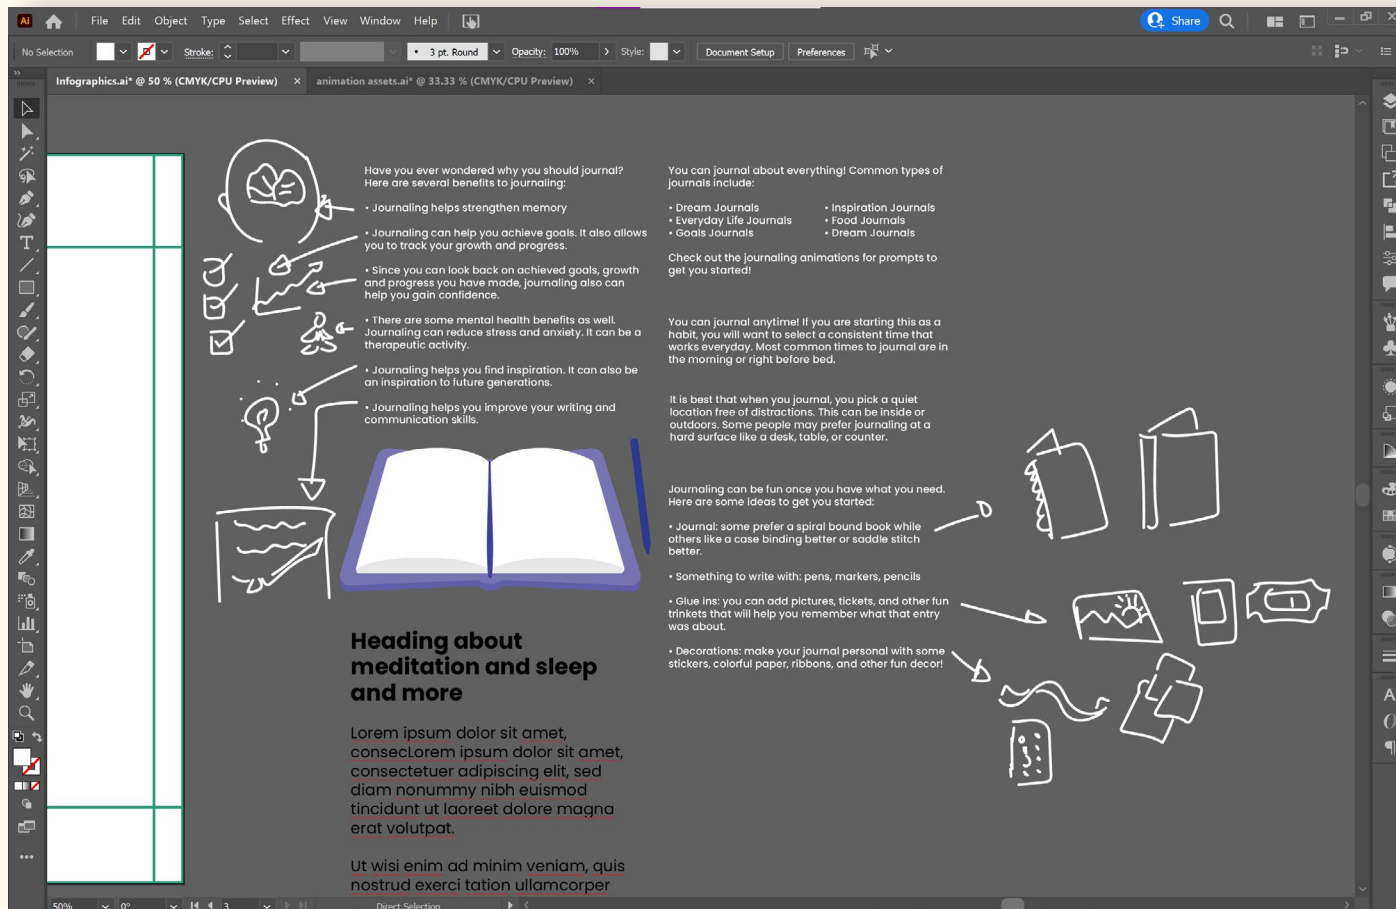 Ai File Edit Object Type Select Effect View Window Help Share
No Selection Stroke: 3 pt. Round Opacity: 100% Style: Document Setup Preferences
Infographics.ai* @ 50 % (CMYK/CPU Preview) × animation assets.ai* @ 33.33 % (CMYK/CPU Preview) ×
Have you ever wondered why you should journal?
Here are several benefits to journaling:
• Journaling helps strengthen memory
• Journaling can help you achieve goals. It also allows
you to track your growth and progress.
• Since you can look back on achieved goals, growth
and progress you have made, journaling also can
help you gain confidence.
• There are some mental health benefits as well.
Journaling can reduce stress and anxiety. It can be a
therapeutic activity.
• Journaling helps you find inspiration. It can also be
an inspiration to future generations.
• Journaling helps you improve your writing and
communication skills.
Heading about
meditation and sleep
and more
Lorem ipsum dolor sit amet,
consecLorem ipsum dolor sit amet,
consectetuer adipiscing elit, sed
diam nonummy nibh euismod
tincidunt ut laoreet dolore magna
erat volutpat.
Ut wisi enim ad minim veniam, quis
nostrud exerci tation ullamcorper
You can journal about everything! Common types of
journals include:
• Dream Journals
• Everyday Life Journals
• Goals Journals
• Inspiration Journals
• Food Journals
• Dream Journals
Check out the journaling animations for prompts to
get you started!
You can journal anytime! If you are starting this as a
habit, you will want to select a consistent time that
works everyday. Most common times to journal are in
the morning or right before bed.
It is best that when you journal, you pick a quiet
location free of distractions. This can be inside or
outdoors. Some people may prefer journaling at a
hard surface like a desk, table, or counter.
Journaling can be fun once you have what you need.
Here are some ideas to get you started:
• Journal: some prefer a spiral bound book while
others like a case binding better or saddle stitch
better.
• Something to write with: pens, markers, pencils
• Glue ins: you can add pictures, tickets, and other fun
trinkets that will help you remember what that entry
was about.
• Decorations: make your journal personal with some
stickers, colorful paper, ribbons, and other fun decor!
50% 0° 3 Direct Selection